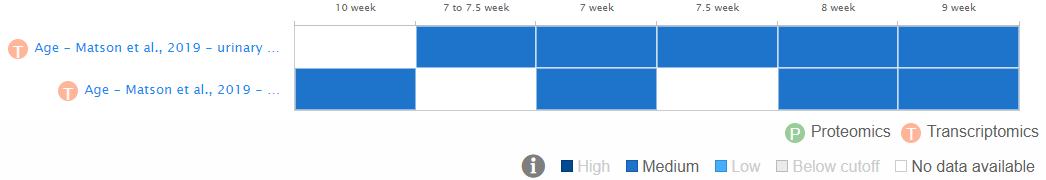 10 week 7 to 7.5 week 7 week 7.5 week 8 week 9 week
T Age - Matson et al., 2019 - urinary ...
T Age - Matson et al., 2019 - ...
P Proteomics T Transcriptomics
i High Medium Low Below cutoff No data available